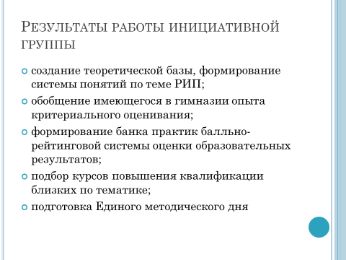 РЕЗУЛЬТАТЫ РАБОТЫ ИНИЦИАТИВНОЙ
ГРУППЫ
создание теоретической базы, формирование
системы понятий по теме РИП;
обобщение имеющегося в гимназии опыта
критериального оценивания;
формирование банка практик балльно-
рейтинговой системы оценки образовательных
результатов;
подбор курсов повышения квалификации
близких по тематике;
подготовка Единого методического дня